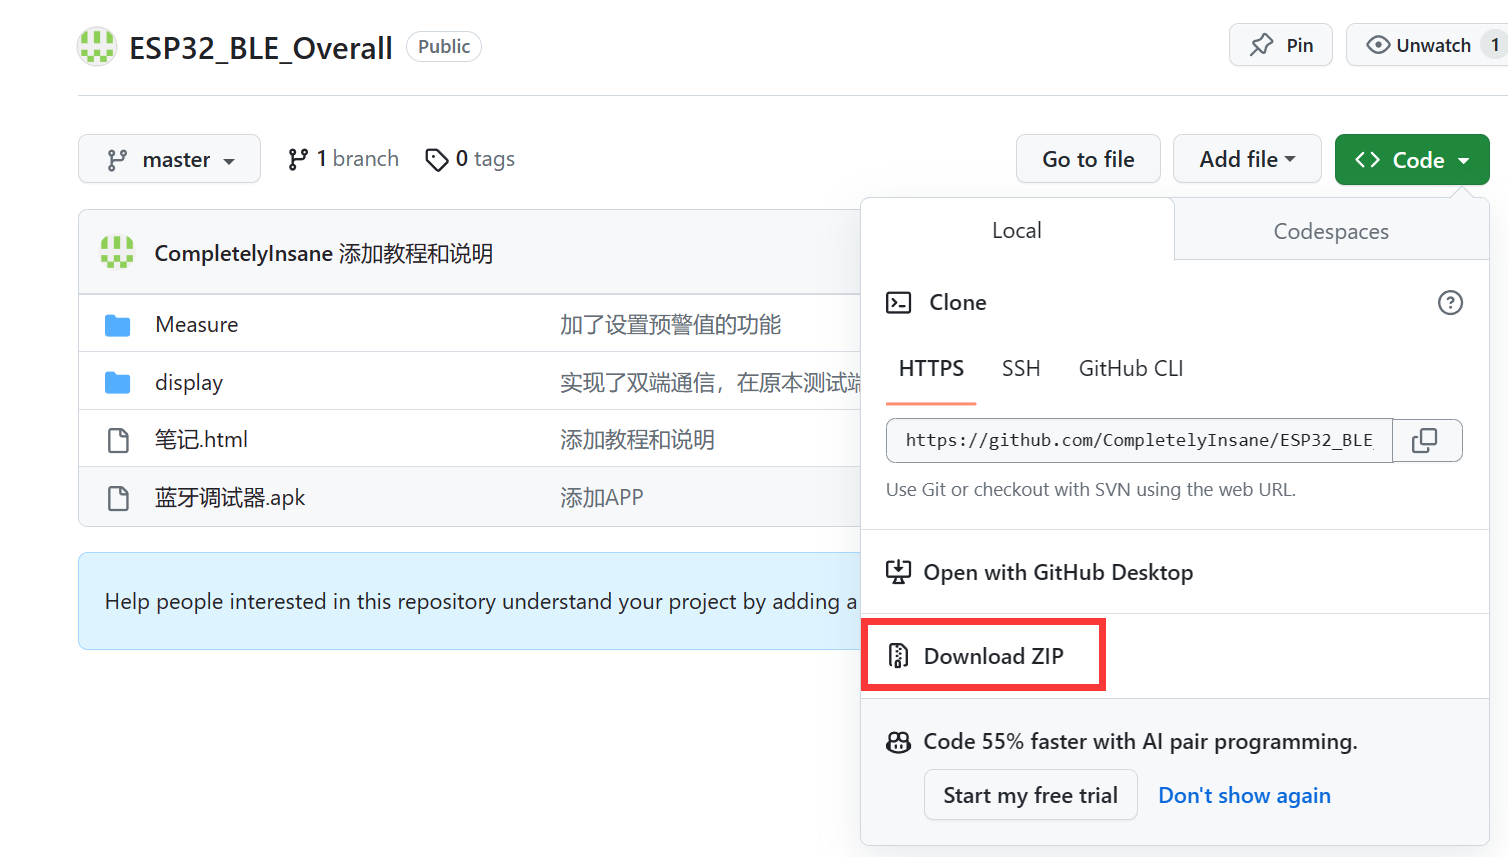 ESP32_BLE_Overall
Public
Pin
Unwatch 1
master
1 branch
0 tags
Go to file
Add file
<> Code
CompletelyInsane 添加教程和说明
Measure
加了设置预警值的功能
display
实现了双端通信，在原本测试端
笔记.html
添加教程和说明
蓝牙调试器.apk
添加APP
Help people interested in this repository understand your project by adding a
Local
Codespaces
Clone
HTTPS
SSH
GitHub CLI
https://github.com/CompletelyInsane/ESP32_BLE_
Use Git or checkout with SVN using the web URL.
Open with GitHub Desktop
Download ZIP
Code 55% faster with AI pair programming.
Start my free trial
Don't show again